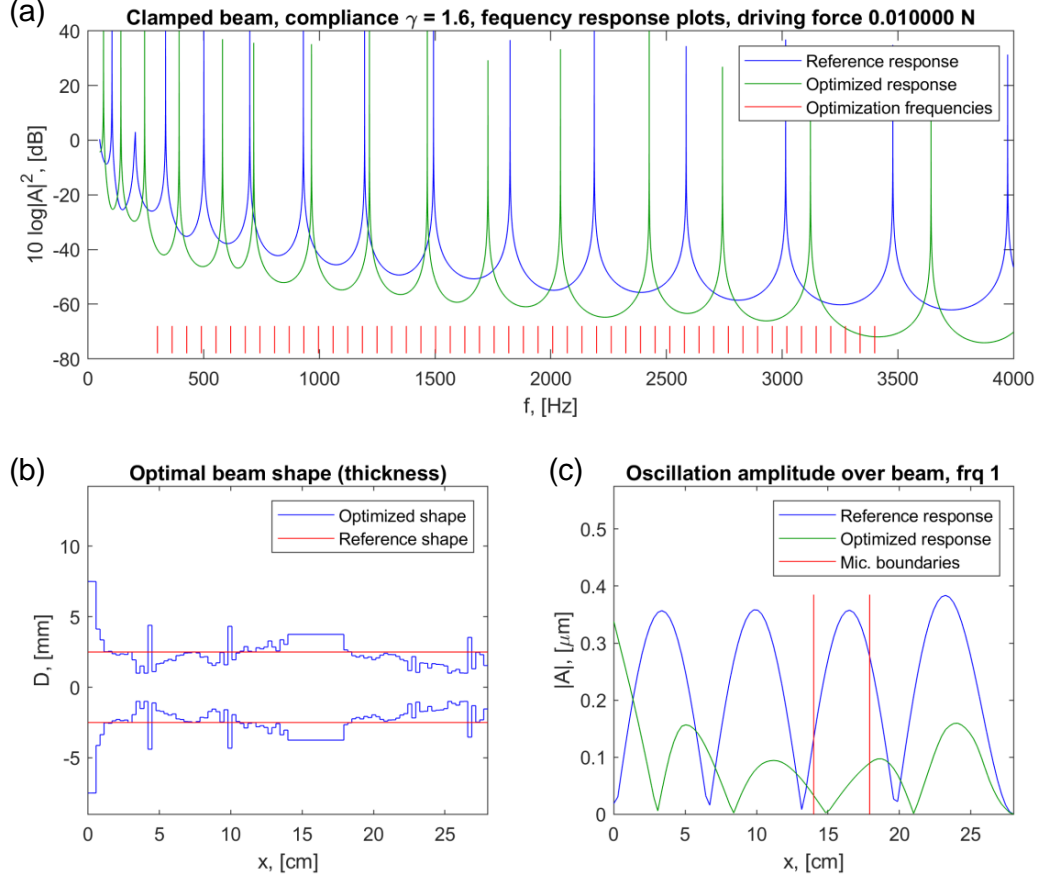 (a)
Clamped beam, compliance γ = 1.6, fequency response plots, driving force 0.010000 N
Reference response
Optimized response
Optimization frequencies
10 log|A|², [dB]
40
20
0
-20
-40
-60
-80
0 500 1000 1500 2000 2500 3000 3500 4000
f, [Hz]
(b)
Optimal beam shape (thickness)
Optimized shape
Reference shape
D, [mm]
10
5
0
-5
0 5 10 15 20 25
x, [cm]
(c)
Oscillation amplitude over beam, frq 1
Reference response
Optimized response
Mic. boundaries
|A|, [μm]
0.5
0.4
0.3
0.2
0.1
0
0 5 10 15 20 25
x, [cm]